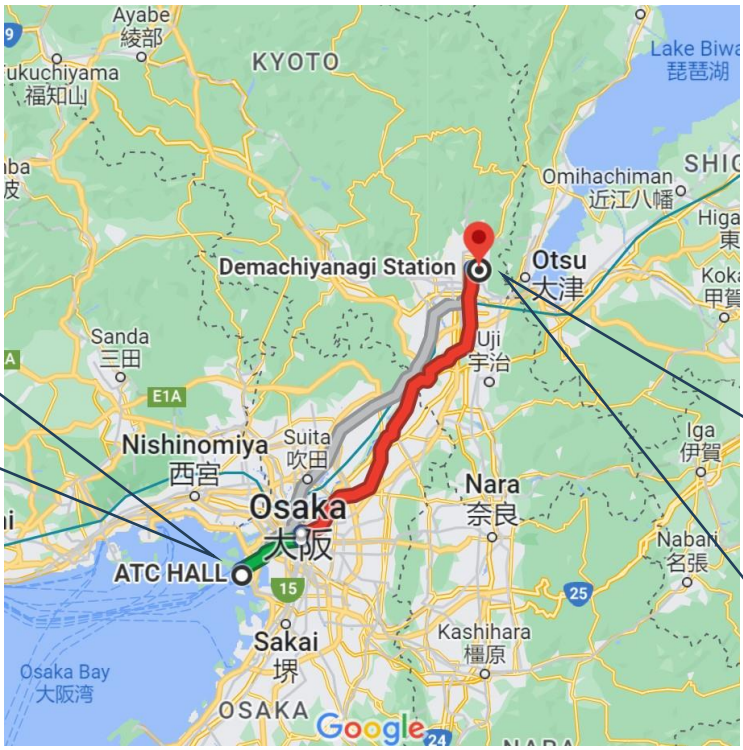 9
Ayabe
綾部
KYOTO
Lake Biwa
琵琶湖
ukuchiyama
福知山
Omihachiman
近江八幡
SHIG
Higa
東
Demachiyanagi Station
Otsu
大津
Koka
甲賀
Sanda
三田
Uji
宇治
E1A
Nishinomiya
西宮
Suita
吹田
Iga
伊賀
Osaka
大阪
Nara
奈良
Nabari
名張
ATC HALL
15
25
Sakai
堺
Kashihara
橿原
Osaka Bay
大阪湾
OSAKA
Google
24
NARA